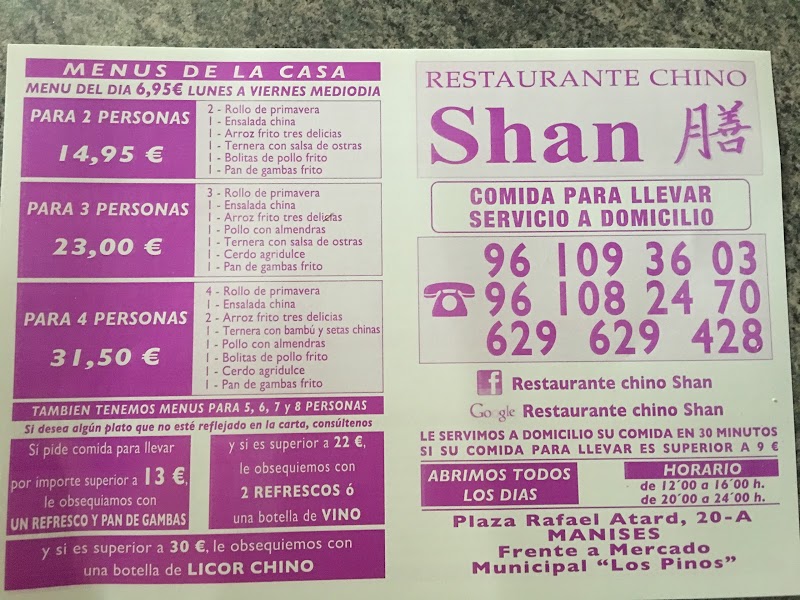 MENUS DE LA CASA
MENU DEL DIA 6,95€ LUNES A VIERNES MEDIODIA
PARA 2 PERSONAS
14,95 €
2 - Rollo de primavera
1 - Ensalada china
1 - Arroz frito tres delicias
1 - Ternera con salsa de ostras
1 - Bolitas de pollo frito
1 - Pan de gambas frito
PARA 3 PERSONAS
23,00 €
3 - Rollo de primavera
1 - Ensalada china
1 - Arroz frito tres delicias
1 - Pollo con almendras
1 - Ternera con salsa de ostras
1 - Cerdo agridulce
1 - Pan de gambas frito
PARA 4 PERSONAS
31,50 €
4 - Rollo de primavera
1 - Ensalada china
2 - Arroz frito tres delicias
1 - Ternera con bambú y setas chinas
1 - Pollo con almendras
1 - Bolitas de pollo frito
1 - Cerdo agridulce
1 - Pan de gambas frito
TAMBIEN TENEMOS MENUS PARA 5, 6, 7 y 8 PERSONAS
Si desea algún plato que no esté reflejado en la carta, consúltenos
Si pide comida para llevar
por importe superior a 13 €,
le obsequiamos con
UN REFRESCO Y PAN DE GAMBAS
y si es superior a 22 €,
le obsequiamos con
2 REFRESCOS ó
una botella de VINO
y si es superior a 30 €, le obsequiamos con
una botella de LICOR CHINO
RESTAURANTE CHINO
Shan 膳
COMIDA PARA LLEVAR
SERVICIO A DOMICILIO
96 109 36 03
96 108 24 70
629 629 428
f Restaurante chino Shan
Google Restaurante chino Shan
LE SERVIMOS A DOMICILIO SU COMIDA EN 30 MINUTOS
SI SU COMIDA PARA LLEVAR ES SUPERIOR A 9 €
ABRIMOS TODOS
LOS DIAS
HORARIO
de 12´00 a 16´00 h.
de 20´00 a 24´00 h.
Plaza Rafael Atard, 20-A
MANISES
Frente a Mercado
Municipal “Los Pinos”